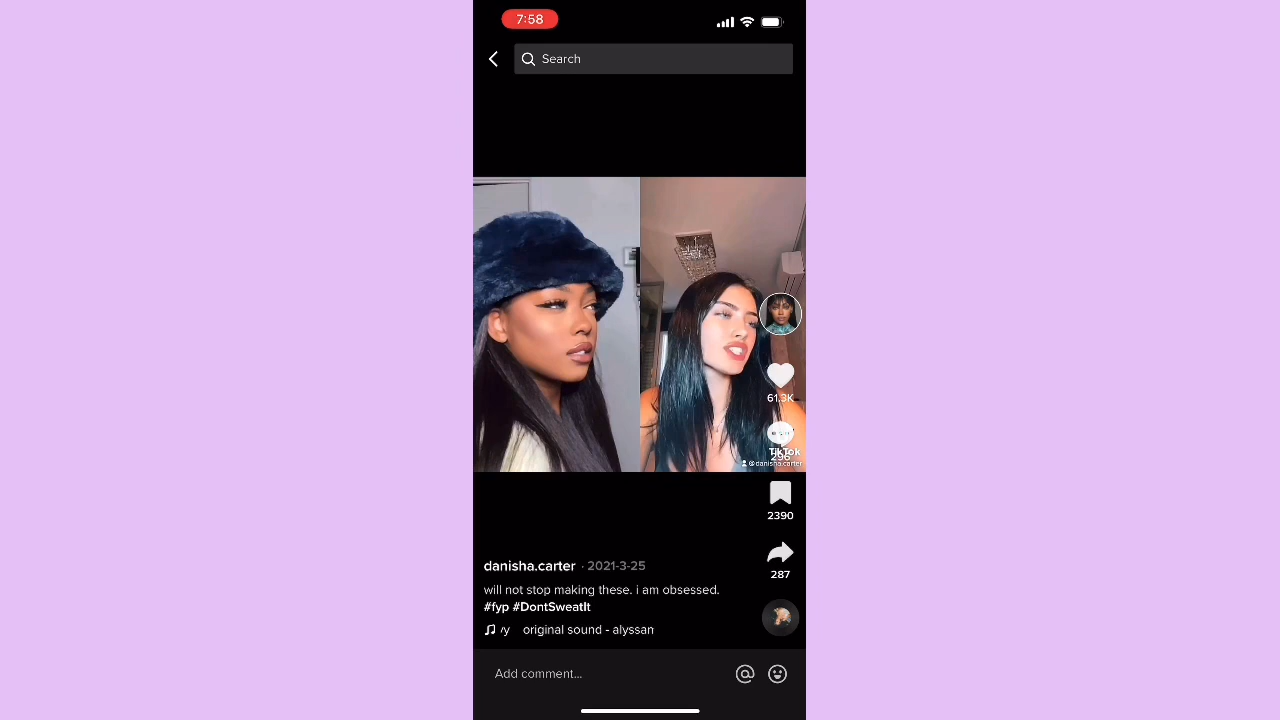 7:58
Search
61.3K
296
TikTok
@danisha.carter
2390
287
danisha.carter · 2021-3-25
will not stop making these. i am obsessed.
#fyp #DontSweatIt
original sound - alyssan
Add comment...